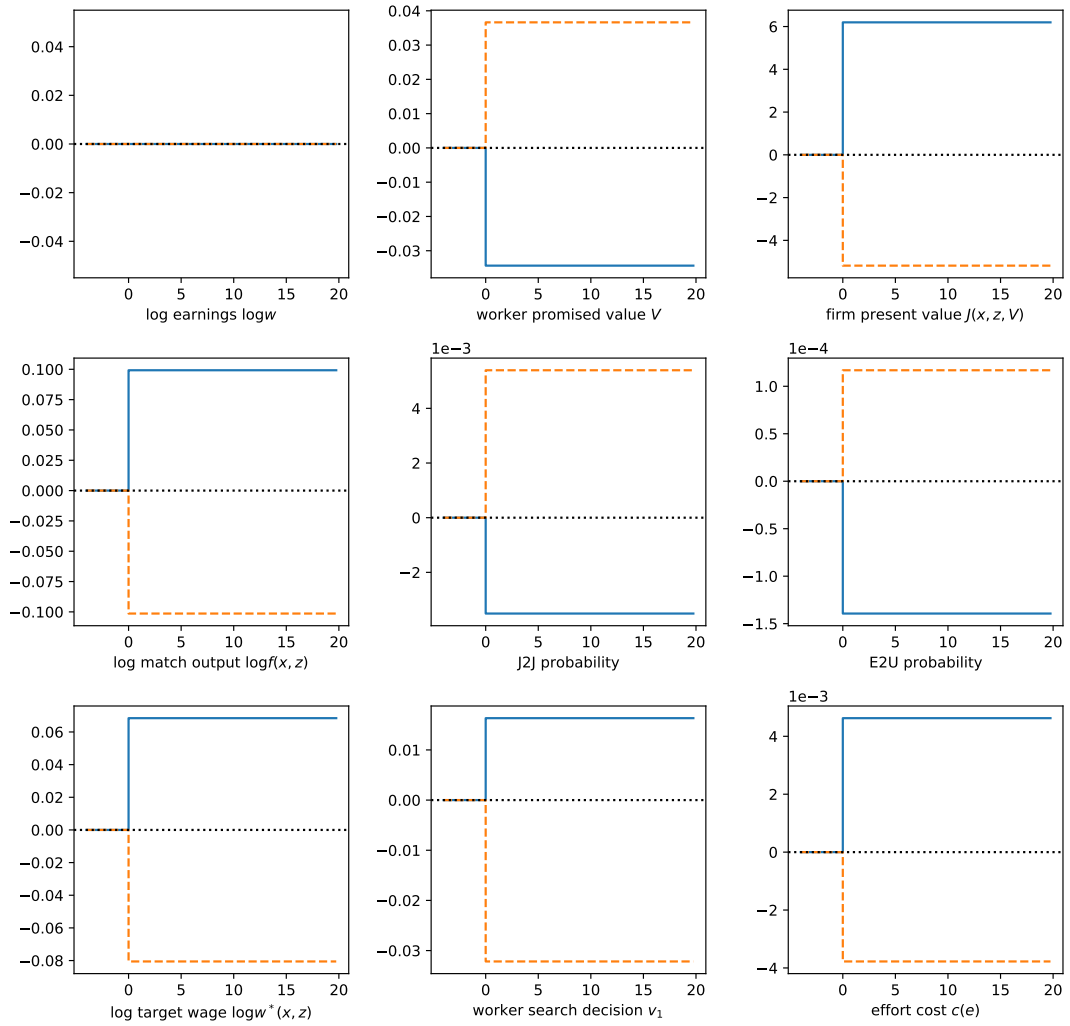 0.04
0.02
0.00
−0.02
−0.04
0 5 10 15 20
log earnings logw
0.04
0.03
0.02
0.01
0.00
−0.01
−0.02
−0.03
0 5 10 15 20
worker promised value V
6
4
2
0
−2
−4
0 5 10 15 20
firm present value J(x, z, V)
0.100
0.075
0.050
0.025
0.000
−0.025
−0.050
−0.075
−0.100
0 5 10 15 20
log match output logf(x, z)
1e−3
4
2
0
−2
0 5 10 15 20
J2J probability
1e−4
1.0
0.5
0.0
−0.5
−1.0
−1.5
0 5 10 15 20
E2U probability
0.06
0.04
0.02
0.00
−0.02
−0.04
−0.06
−0.08
0 5 10 15 20
log target wage logw*(x, z)
0.01
0.00
−0.01
−0.02
−0.03
0 5 10 15 20
worker search decision v₁
1e−3
4
2
0
−2
−4
0 5 10 15 20
effort cost c(e)